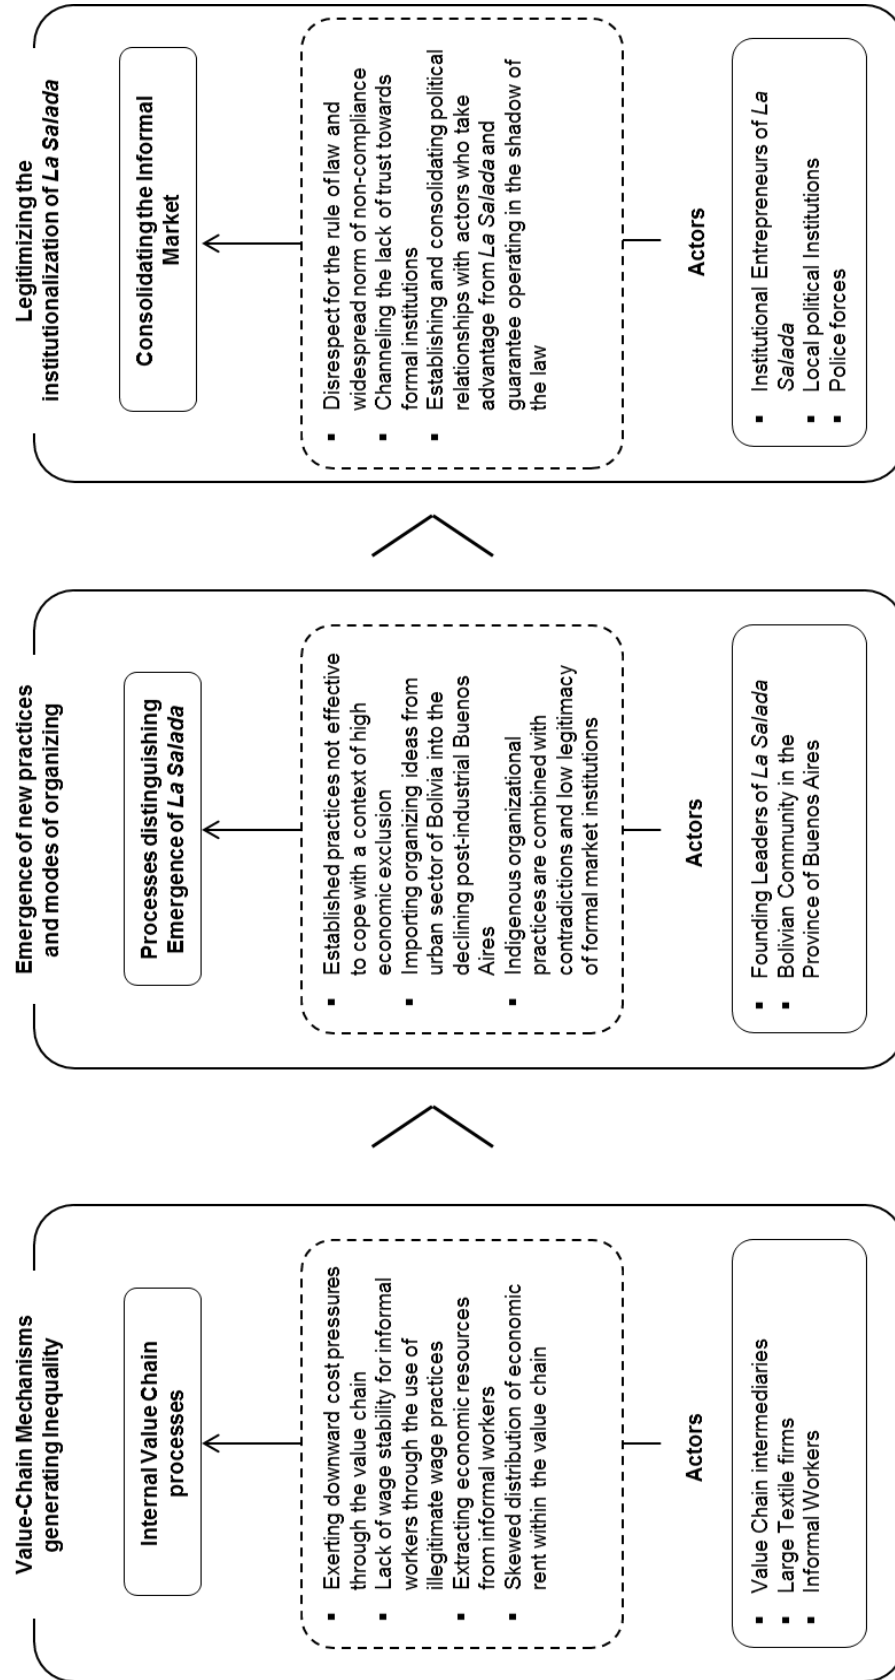 Value-Chain Mechanisms
generating Inequality
Internal Value Chain
processes
▪ Exerting downward cost pressures
through the value chain
▪ Lack of wage stability for informal
workers through the use of
illegitimate wage practices
▪ Extracting economic resources
from informal workers
▪ Skewed distribution of economic
rent within the value chain
Actors
▪ Value Chain intermediaries
▪ Large Textile firms
▪ Informal Workers
Emergence of new practices
and modes of organizing
Processes distinguishing
Emergence of La Salada
▪ Established practices not effective
to cope with a context of high
economic exclusion
▪ Importing organizing ideas from
urban sector of Bolivia into the
declining post-industrial Buenos
Aires
▪ Indigenous organizational
practices are combined with
contradictions and low legitimacy
of formal market institutions
Actors
▪ Founding Leaders of La Salada
▪ Bolivian Community in the
Province of Buenos Aires
Legitimizing the
institutionalization of La Salada
Consolidating the Informal
Market
▪ Disrespect for the rule of law and
widespread norm of non-compliance
▪ Channeling the lack of trust towards
formal institutions
▪ Establishing and consolidating political
relationships with actors who take
advantage from La Salada and
guarantee operating in the shadow of
the law
Actors
▪ Institutional Entrepreneurs of La
Salada
▪ Local political Institutions
▪ Police forces